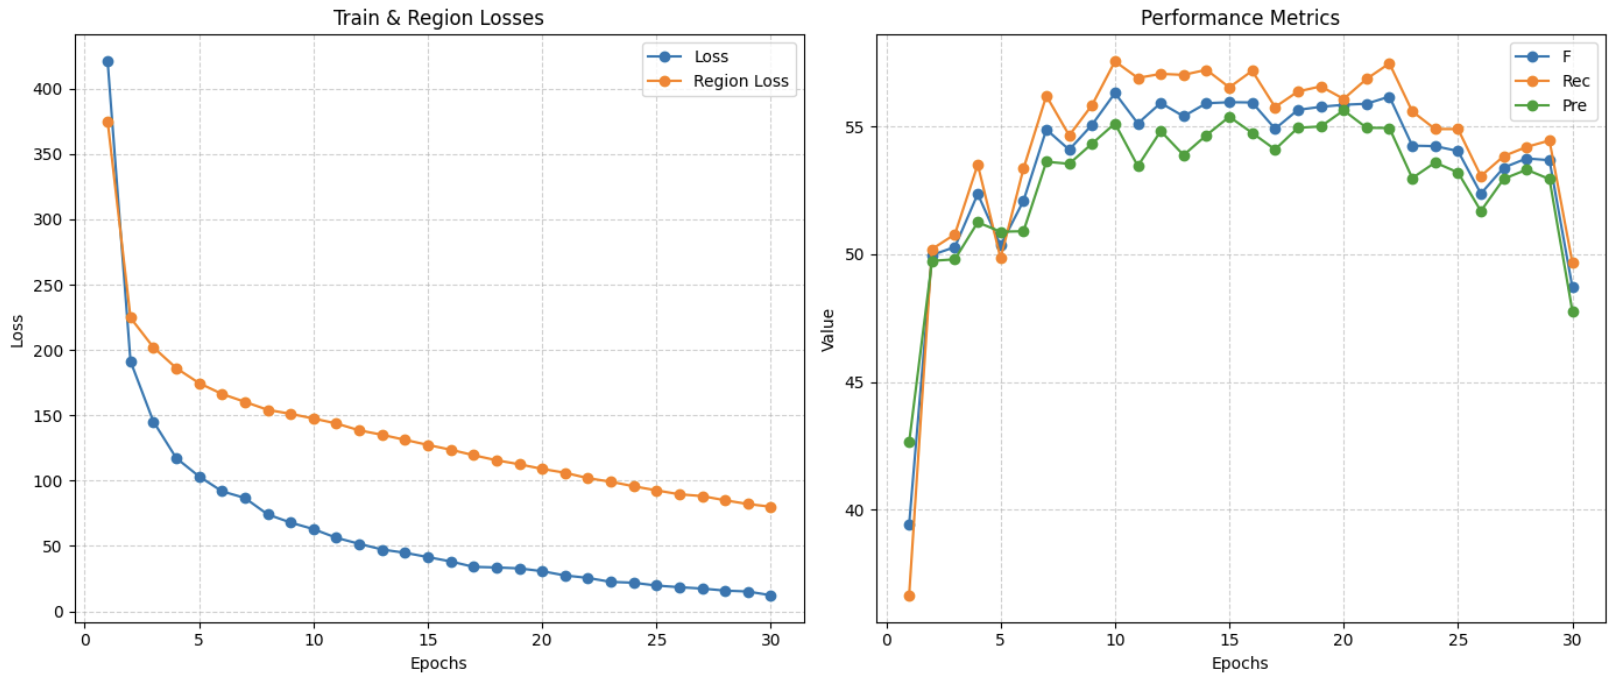 Train & Region Losses
Loss
Region Loss
400
350
300
250
200
150
100
50
0
Loss
0 5 10 15 20 25 30
Epochs
Performance Metrics
F
Rec
Pre
55
50
45
40
Value
0 5 10 15 20 25 30
Epochs